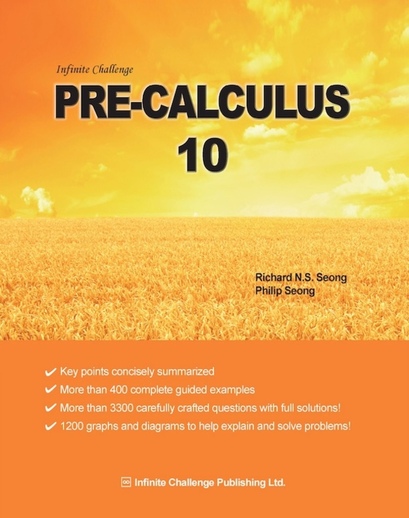 Infinite Challenge
PRE-CALCULUS
10
Richard N.S. Seong
Philip Seong
Key points concisely summarized
More than 400 complete guided examples
More than 3300 carefully crafted questions with full solutions!
1200 graphs and diagrams to help explain and solve problems!
Infinite Challenge Publishing Ltd.